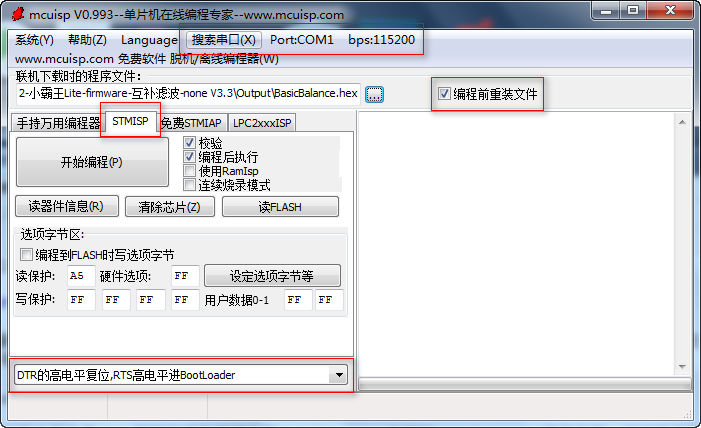 mcuisp V0.993--单片机在线编程专家--www.mcuisp.com
系统(Y) 帮助(Z) Language 搜索串口(X) Port:COM1 bps:115200
www.mcuisp.com 免费软件 脱机/离线编程器(W)
联机下载时的程序文件:
2-小霸王Lite-firmware-互补滤波-none V3.3\Output\BasicBalance.hex ... 编程前重装文件
手持万用编程器 STMISP 免费STMIAP LPC2xxxISP
开始编程(P)
校验
编程后执行
使用RamIsp
连续烧录模式
读器件信息(R) 清除芯片(Z) 读FLASH
选项字节区:
编程到FLASH时写选项字节
读保护: A5 硬件选项: FF 设定选项字节等
写保护: FF FF FF FF 用户数据0-1 FF FF
DTR的高电平复位,RTS高电平进BootLoader